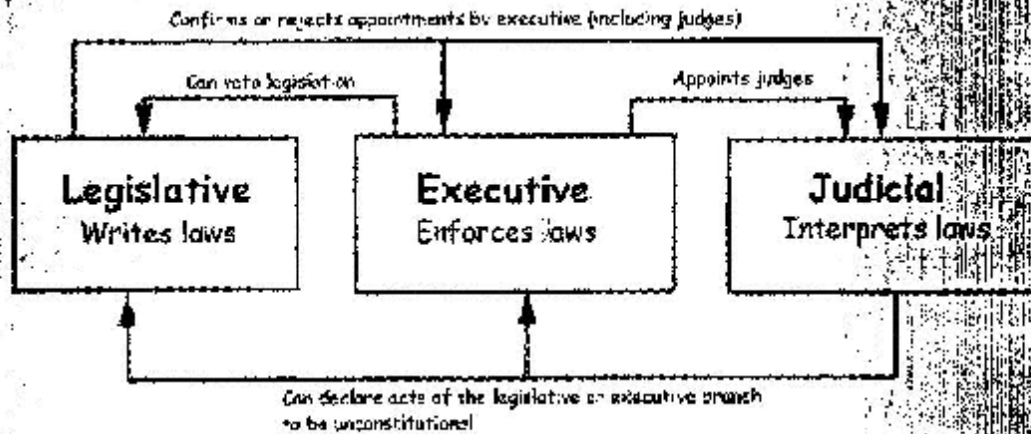 Confirms or rejects appointments by executive (including judges)
Can veto legislation
Appoints judges
Legislative
Writes laws
Executive
Enforces laws
Judicial
Interprets laws
Can declare acts of the legislative or executive branch
to be unconstitutional